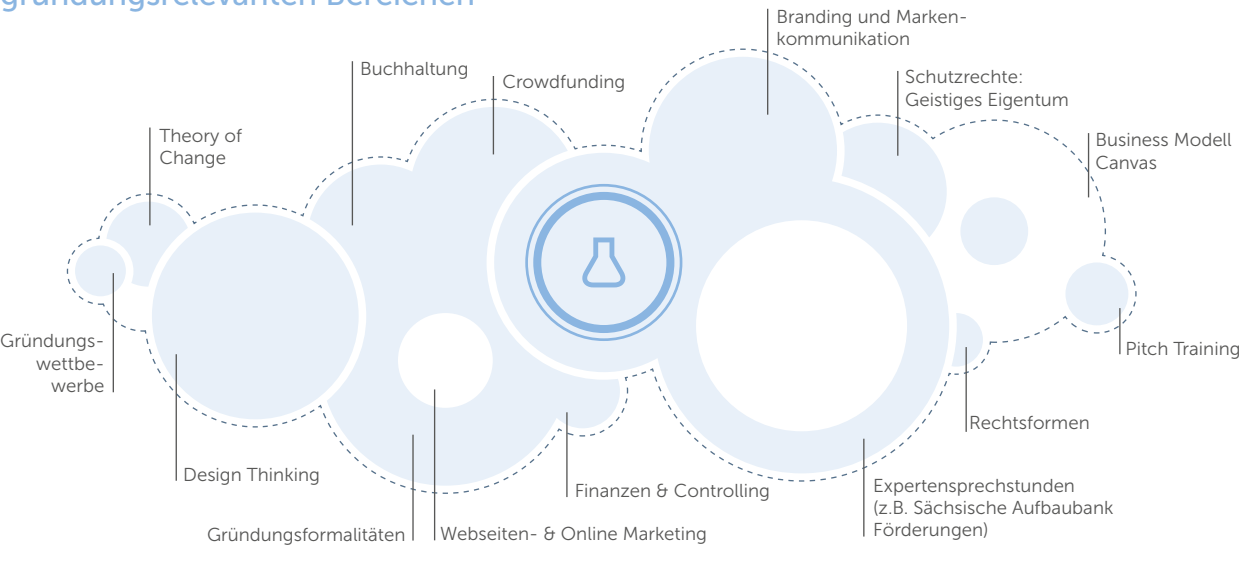 gründungsrelevanten Bereichen
Branding und Marken-
kommunikation
Buchhaltung
Crowdfunding
Schutzrechte:
Geistiges Eigentum
Theory of
Change
Business Modell
Canvas
Gründungs-
wettbe-
werbe
Pitch Training
Rechtsformen
Design Thinking
Finanzen & Controlling
Expertensprechstunden
(z.B. Sächsische Aufbaubank
Förderungen)
Gründungsformalitäten
Webseiten- & Online Marketing